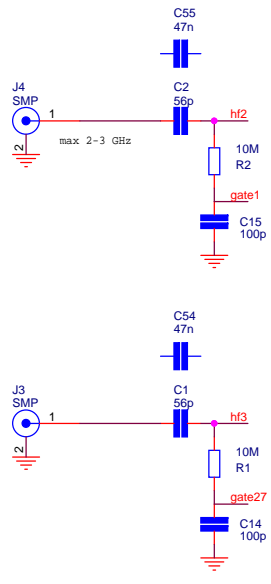 C55
47n
J4
SMP
C2
56p
1
hf2
max 2-3 GHz
2
10M
R2
gate1
C15
100p
C54
47n
J3
SMP
C1
56p
1
hf3
2
10M
R1
gate27
C14
100p